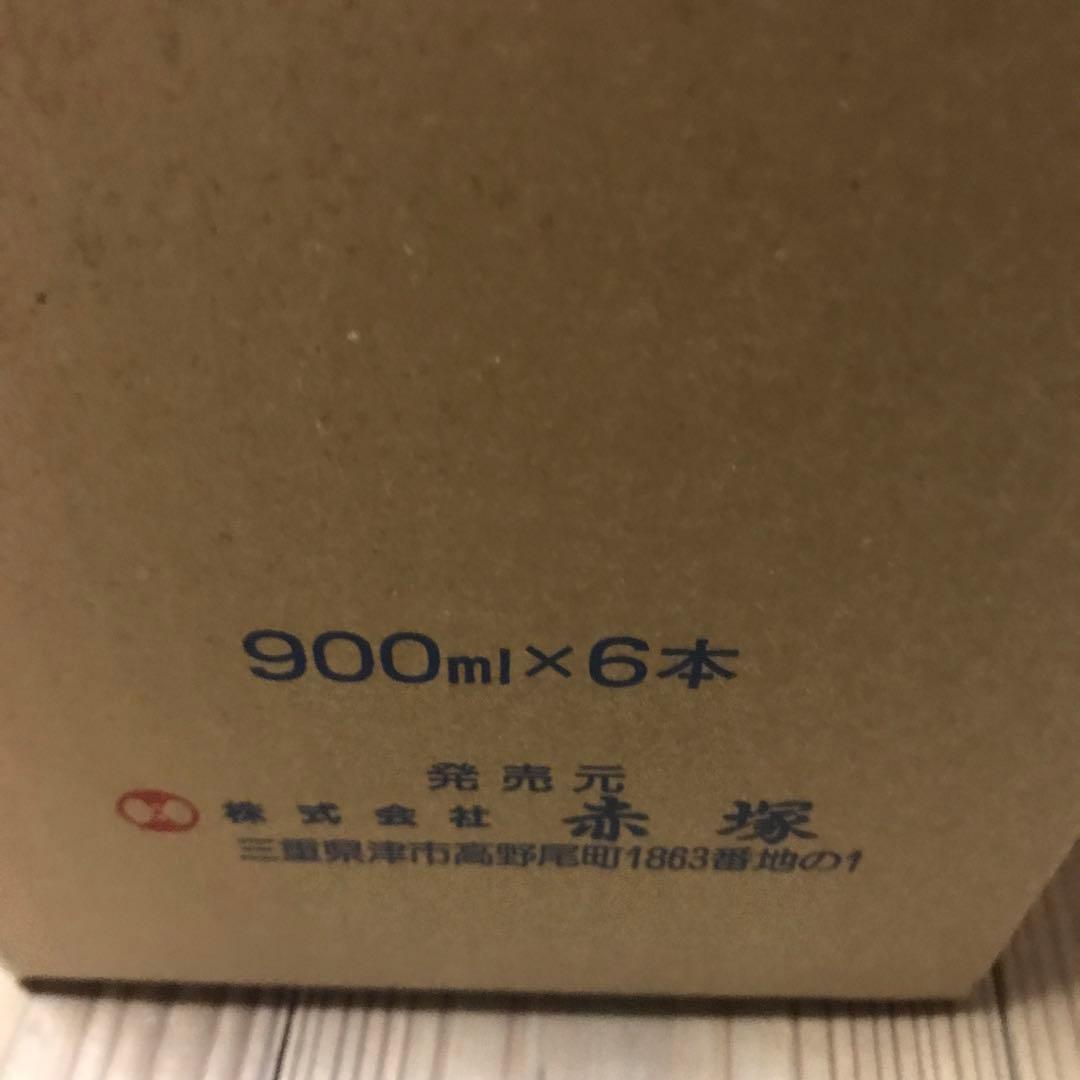 900ml×6本
発売元
株式会社 赤塚
三重県津市高野尾町1863番地の1